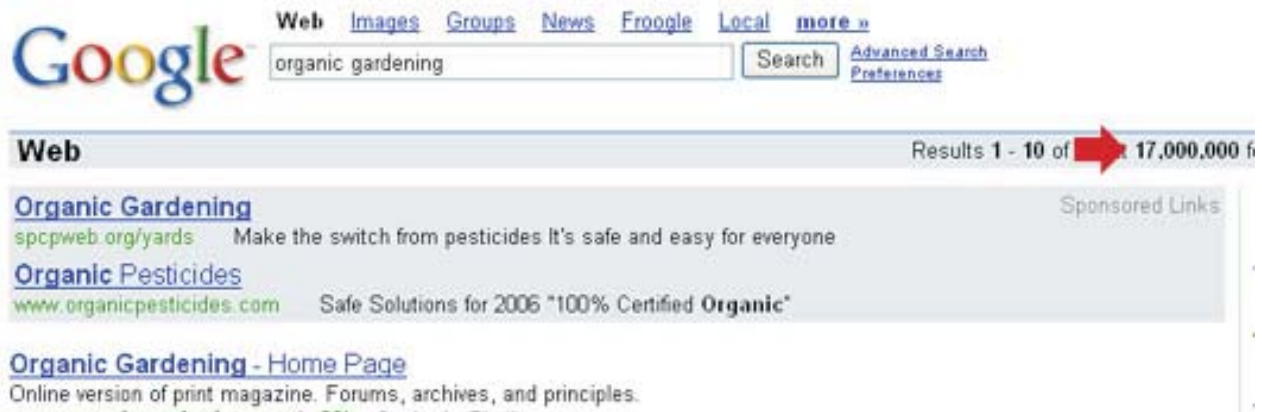 Google
Web Images Groups News Froogle Local more »
organic gardening Search Advanced Search
Preferences
Web Results 1 - 10 of 17,000,000
Organic Gardening Sponsored Links
spcpweb.org/yards Make the switch from pesticides It's safe and easy for everyone
Organic Pesticides
www.organicpesticides.com Safe Solutions for 2006 "100% Certified Organic"
Organic Gardening - Home Page
Online version of print magazine. Forums, archives, and principles.